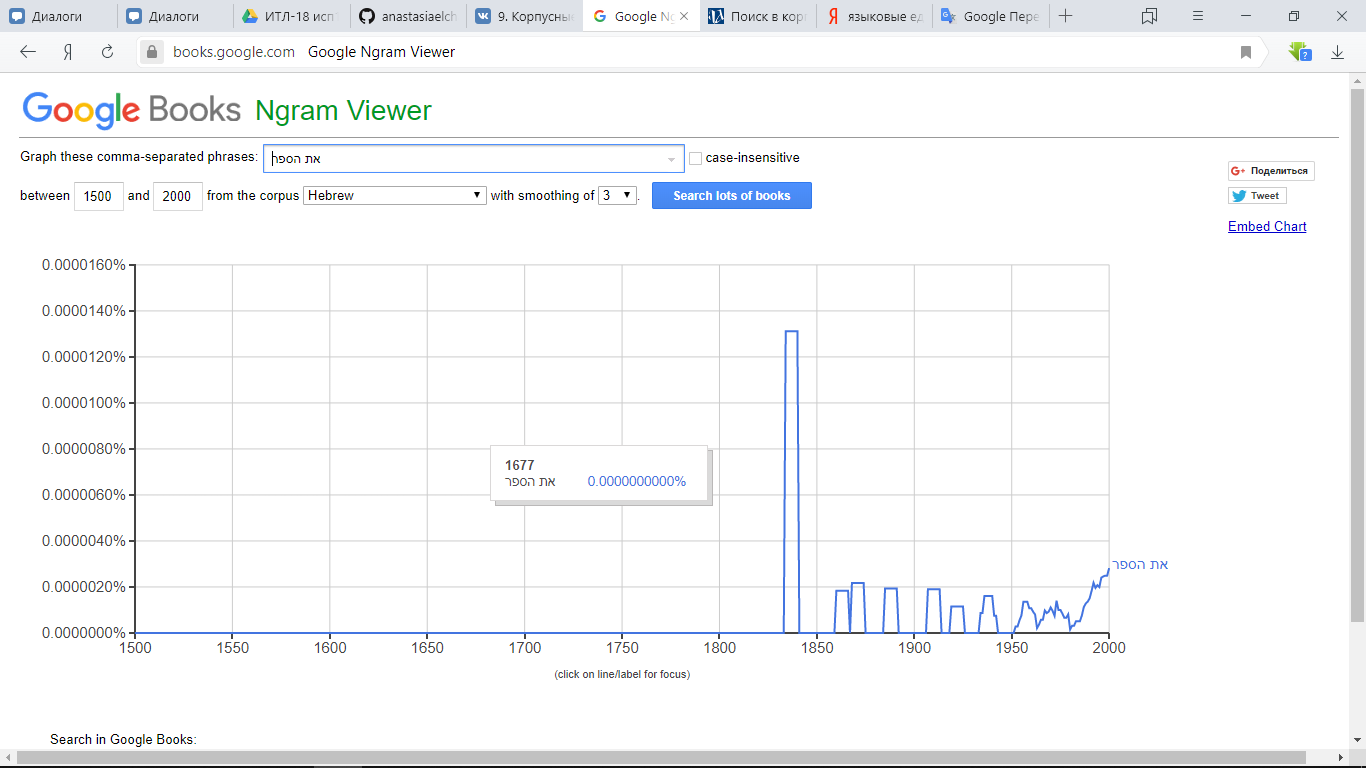 Диалоги
Диалоги
ИТЛ-18 исп
anastasiaelch
9. Корпусные
Google Ng
Поиск в кор
языковые ед
Google Пере
books.google.com Google Ngram Viewer
Google Books Ngram Viewer
Graph these comma-separated phrases: את הספר case-insensitive
between 1500 and 2000 from the corpus Hebrew with smoothing of 3 . Search lots of books
Поделиться
Tweet
Embed Chart
0.0000160%
0.0000140%
0.0000120%
0.0000100%
0.0000080%
0.0000060%
0.0000040%
0.0000020%
0.0000000%
1677
את הספר 0.0000000000%
את הספר
1500 1550 1600 1650 1700 1750 1800 1850 1900 1950 2000
(click on line/label for focus)
Search in Google Books: